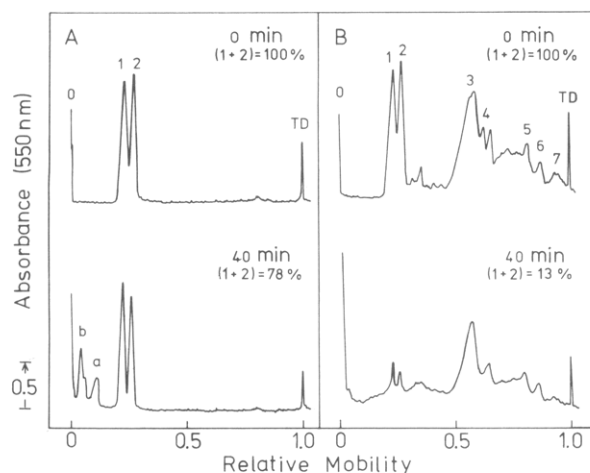 A
0 min
(1+2)=100%
0
1 2
TD
B
0 min
(1+2)=100%
0
1 2
3
4
5
6
7
TD
40 min
(1+2)=78%
b
a
40 min
(1+2)=13%
Absorbance (550nm)
0.5
0 0.5 1.0
0 0.5 1.0
Relative Mobility